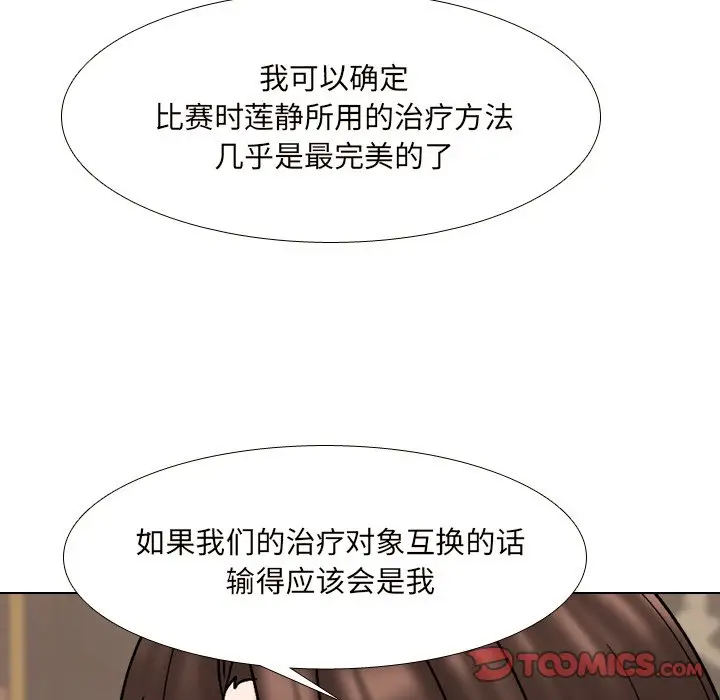 我可以确定
比赛时莲静所用的治疗方法
几乎是最完美的了
如果我们的治疗对象互换的话
输得应该会是我
TOOMICS.COM